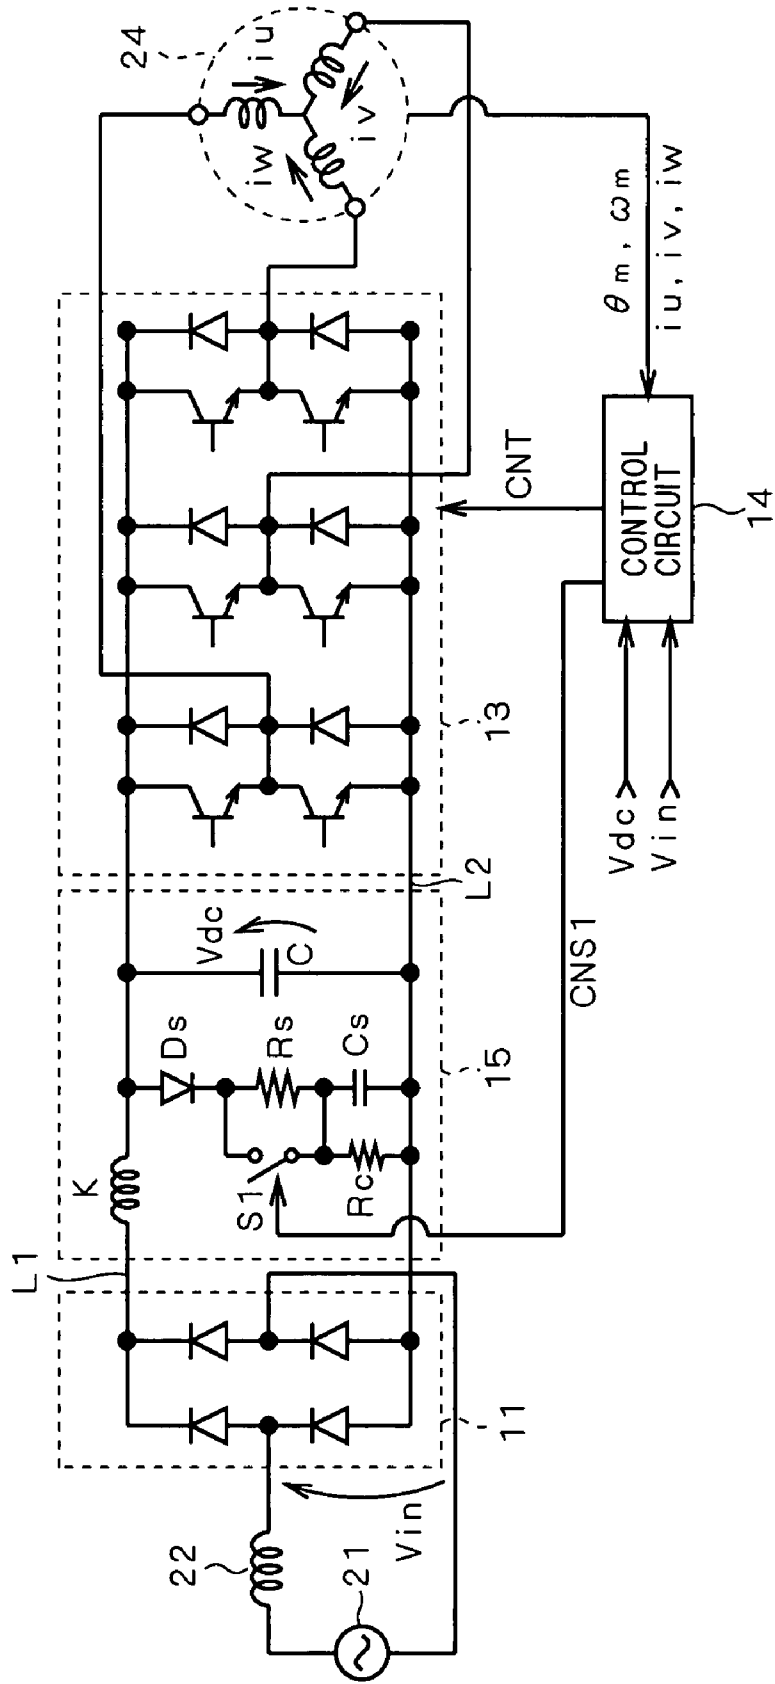 24
iu
iv
iw
θm, ωm
iu, iv, iw
CNT
CONTROL
CIRCUIT
14
13
Vdc
Vin
L2
CNS1
Vdc
C
Ds
Rs
Cs
15
K
S1
Rc
L1
11
22
Vin
21